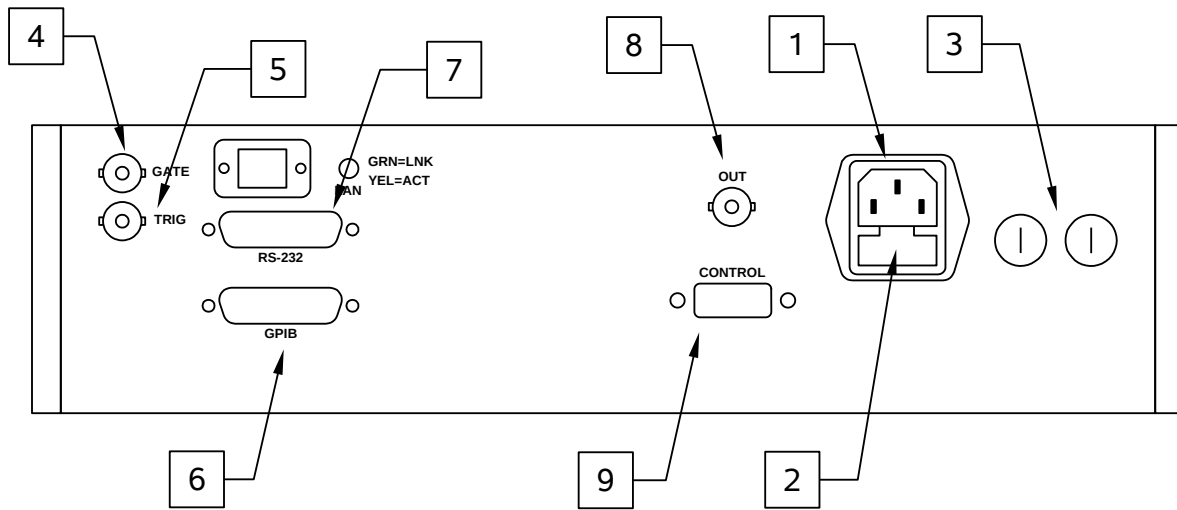 4
5
7
8
1
3
GATE
TRIG
GRN=LNK
YEL=ACT
LAN
RS-232
GPIB
OUT
CONTROL
6
9
2